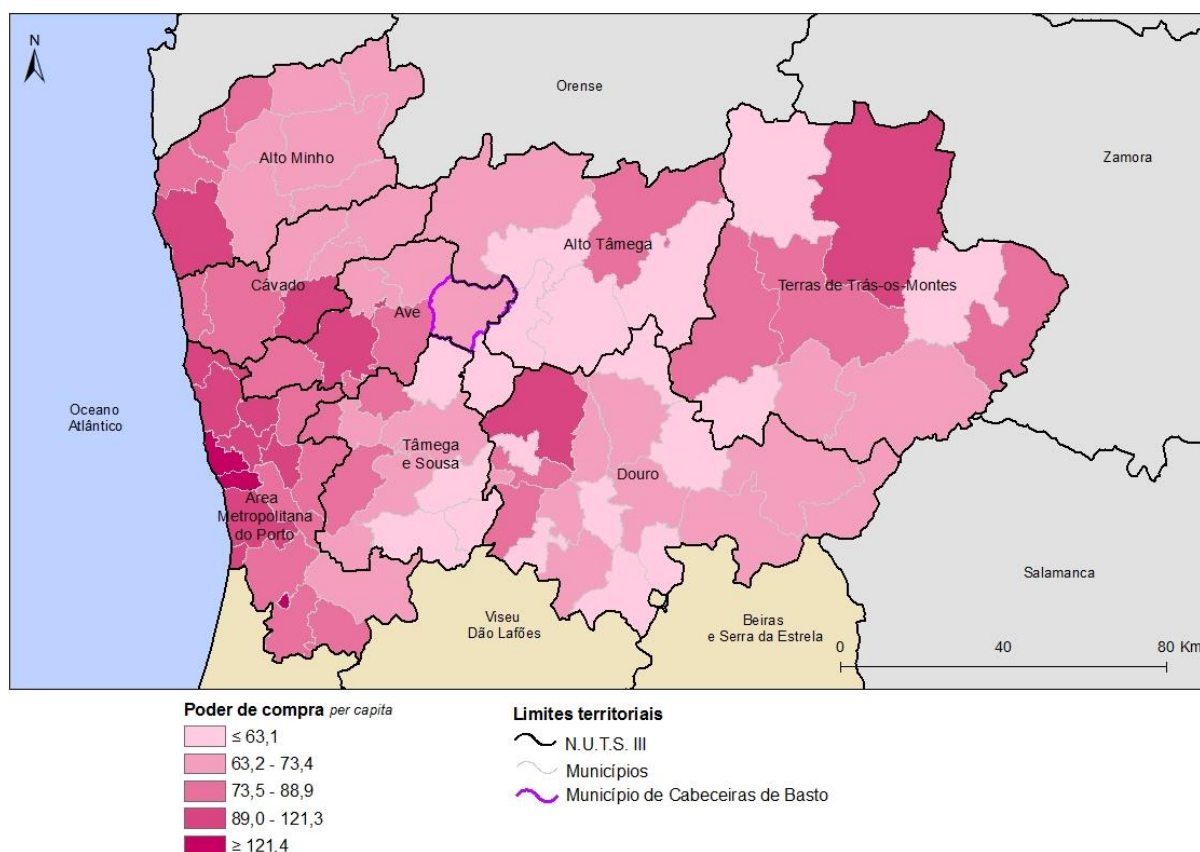 N
Orense
Zamora
Alto Minho
Alto Tâmega
Terras de Trás-os-Montes
Cávado
Ave
Oceano
Atlântico
Tâmega
e Sousa
Douro
Área
Metropolitana
do Porto
Salamanca
Viseu
Dão Lafões
Beiras
e Serra da Estrela
0 40 80 Km
Poder de compra per capita
≤ 63,1
63,2 - 73,4
73,5 - 88,9
89,0 - 121,3
≥ 121,4
Limites territoriais
N.U.T.S. III
Municípios
Município de Cabeceiras de Basto